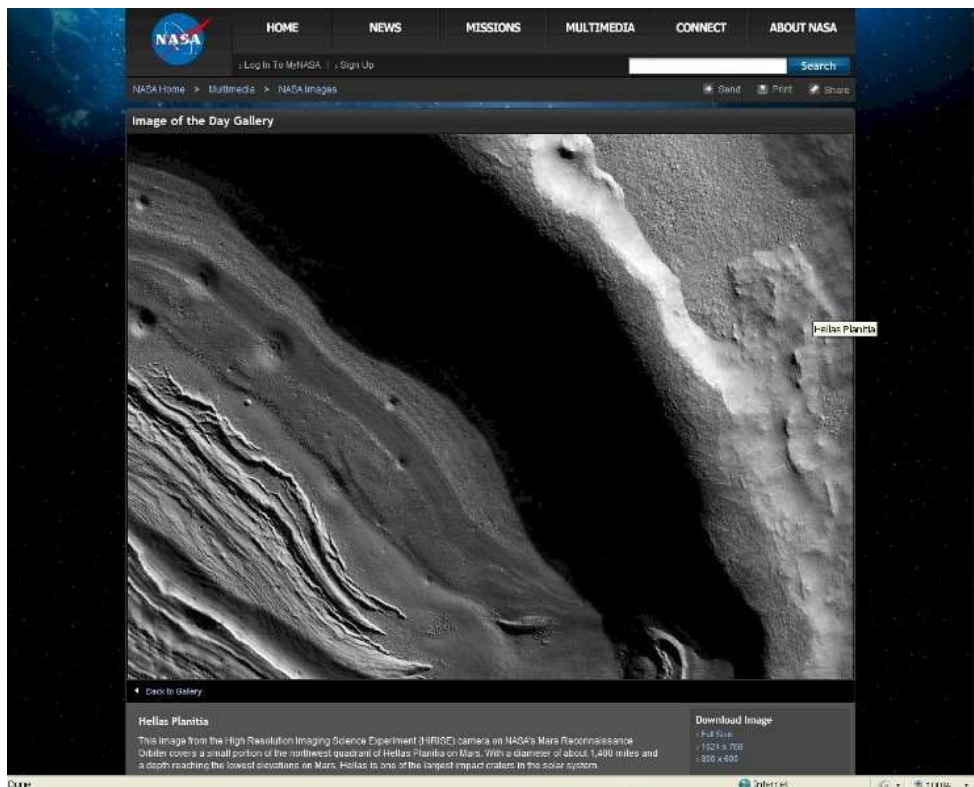 NASA
HOME NEWS MISSIONS MULTIMEDIA CONNECT ABOUT NASA
› Log In To MyNASA | › Sign Up Search
NASA Home > Multimedia > NASA Images Send Print Share
Image of the Day Gallery
Hellas Planitia
Back to Gallery
Hellas Planitia
This image from the High Resolution Imaging Science Experiment (HIRISE) camera on NASA's Mars Reconnaissance
Orbiter covers a small portion of the northwest quadrant of Hellas Planitia on Mars. With a diameter of about 1,400 miles and
a depth reaching the lowest elevations on Mars, Hellas is one of the largest impact craters in the solar system.
Download Image
› Full Size
› 1024 x 768
› 800 x 600
Done Internet 100%